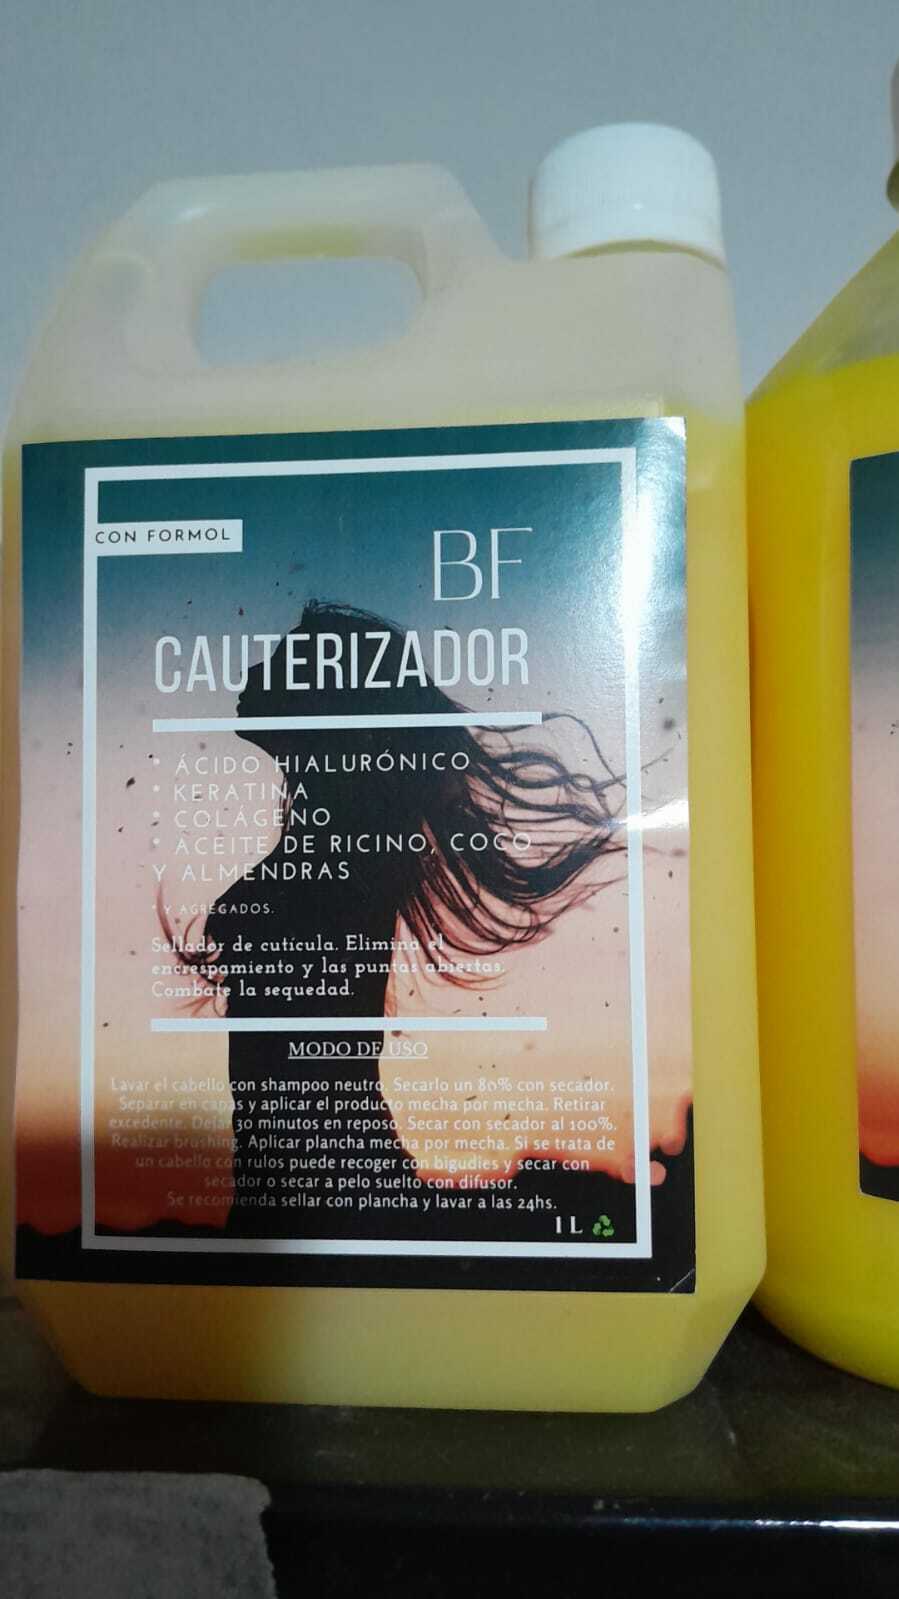 CON FORMOL
BF
CAUTERIZADOR
* ÁCIDO HIALURÓNICO
* KERATINA
* COLÁGENO
* ACEITE DE RICINO, COCO
Y ALMENDRAS
* Y AGREGADOS.
Sellador de cutícula. Elimina el
encrespamiento y las puntas abiertas.
Combate la sequedad.
MODO DE USO
Lavar el cabello con shampoo neutro. Secarlo un 80% con secador.
Separar en capas y aplicar el producto mecha por mecha. Retirar
excedente. Dejar 30 minutos en reposo. Secar con secador al 100%.
Realizar brushing. Aplicar plancha mecha por mecha. Si se trata de
un cabello con rulos puede recoger con bigudies y secar con
secador o secar a pelo suelto con difusor.
Se recomienda sellar con plancha y lavar a las 24hs.
1 L